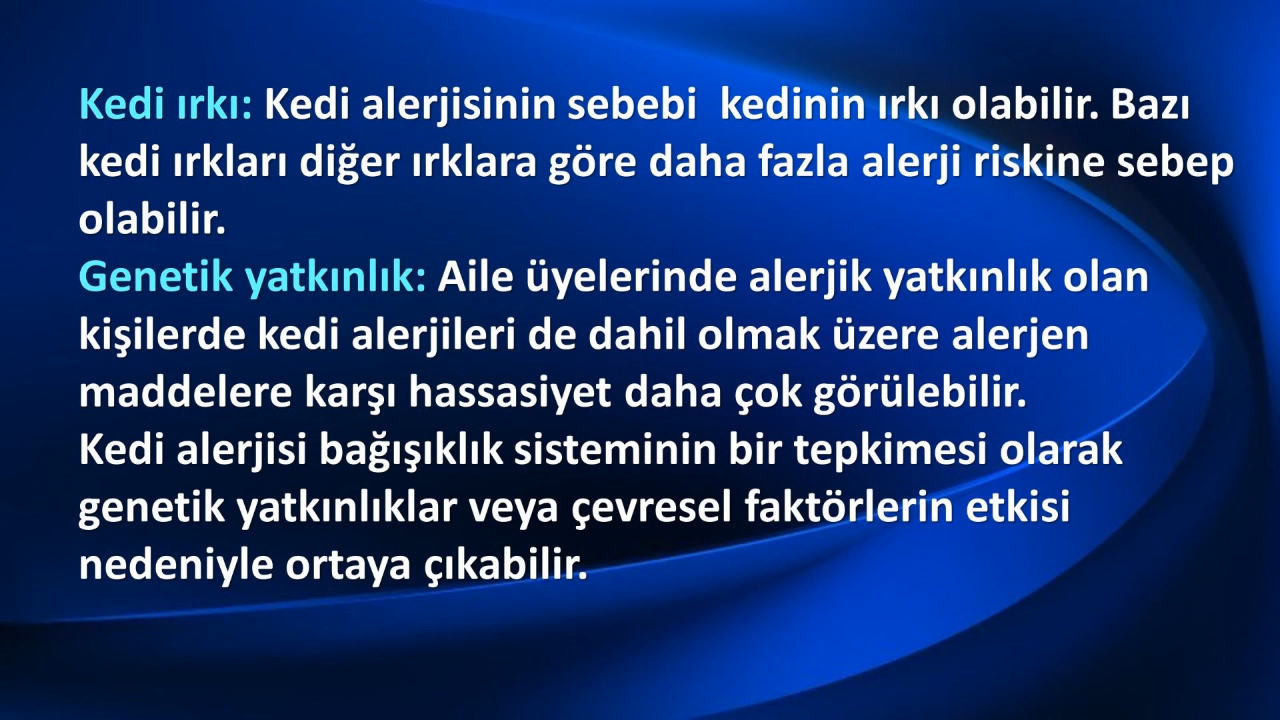 Kedi ırkı: Kedi alerjisinin sebebi  kedinin ırkı olabilir. Bazı
kedi ırkları diğer ırklara göre daha fazla alerji riskine sebep
olabilir.
Genetik yatkınlık: Aile üyelerinde alerjik yatkınlık olan
kişilerde kedi alerjileri de dahil olmak üzere alerjen
maddelere karşı hassasiyet daha çok görülebilir.
Kedi alerjisi bağışıklık sisteminin bir tepkimesi olarak
genetik yatkınlıklar veya çevresel faktörlerin etkisi
nedeniyle ortaya çıkabilir.